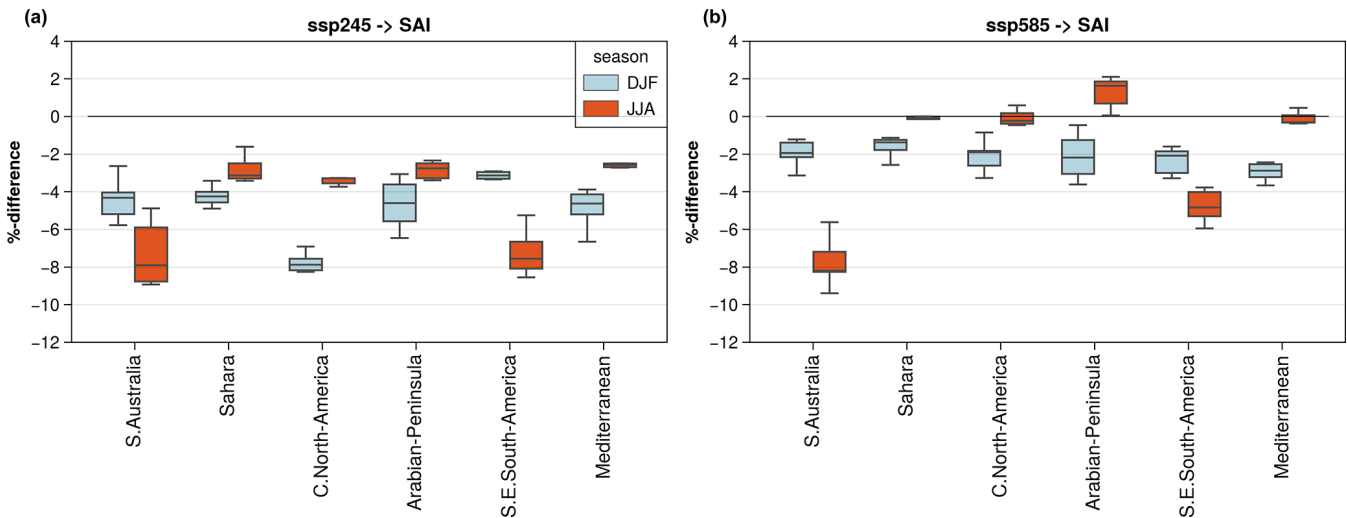 (a)
ssp245 -> SAI
season
DJF
JJA
%-difference
4
2
0
−2
−4
−6
−8
−10
−12
S.Australia
Sahara
C.North-America
Arabian-Peninsula
S.E.South-America
Mediterranean
(b)
ssp585 -> SAI
%-difference
4
2
0
−2
−4
−6
−8
−10
−12
S.Australia
Sahara
C.North-America
Arabian-Peninsula
S.E.South-America
Mediterranean